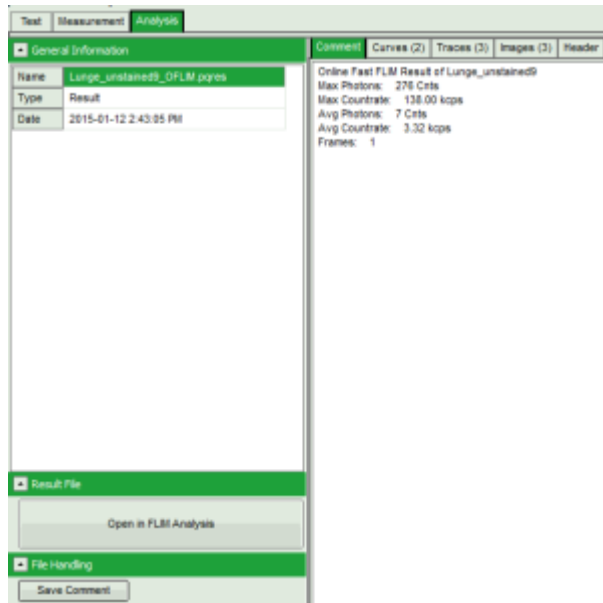 Test Measurement Analysis
General Information
Name Lunge_unstained9_OFLIM.pqres
Type Result
Date 2015-01-12 2:43:05 PM
Result File
Open in FLIM Analysis
File Handling
Save Comment
Comment Curves (2) Traces (3) Images (3) Header
Online Fast FLIM Result of Lunge_unstained9
Max Photons: 276 Cnts
Max Countrate: 138.00 kcps
Avg Photons: 7 Cnts
Avg Countrate: 3.32 kcps
Frames: 1